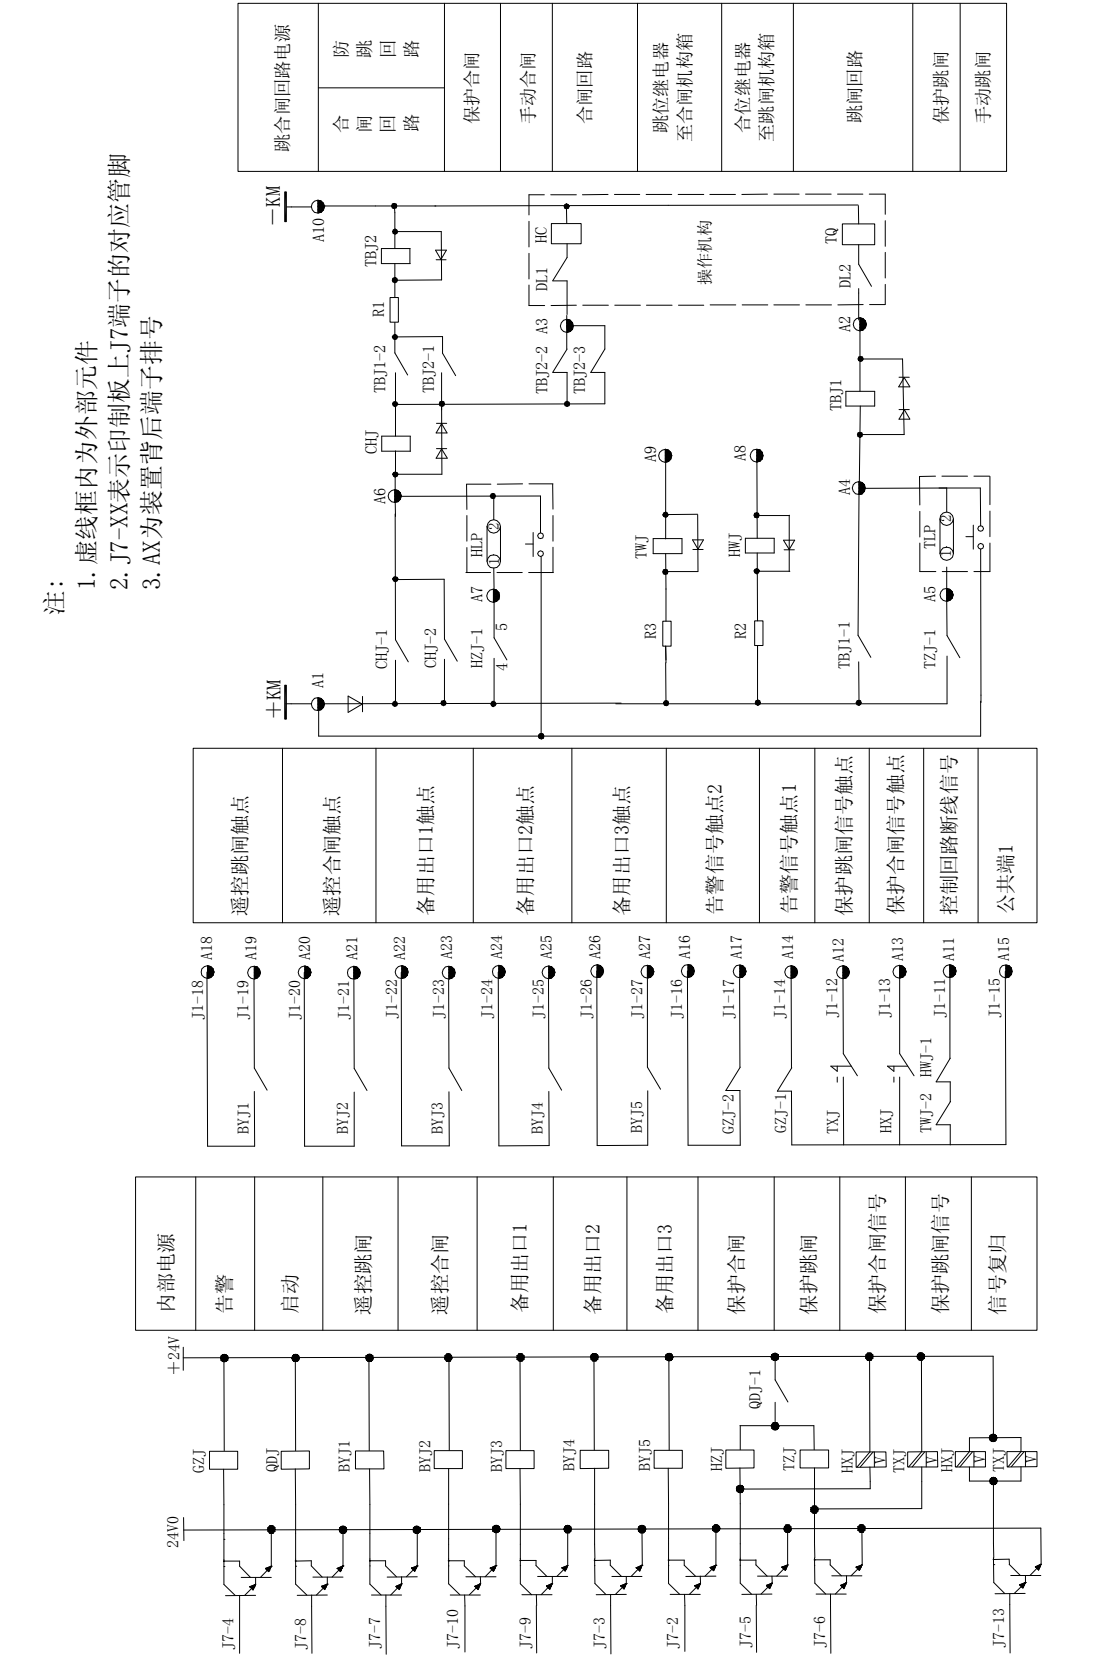 注：
1. 虚线框内为外部元件
2. J7-XX表示印制板上J7端子的对应管脚
3. AX为装置背后端子排号
跳合闸回路电源
防跳回路
合闸回路
保护合闸
手动合闸
合闸回路
跳位继电器
至合闸机构箱
合位继电器
至跳闸机构箱
跳闸回路
保护跳闸
手动跳闸
－KM
A10
TBJ2
R1
TBJ1-2
TBJ2-1
CHJ
A6
CHJ-1
CHJ-2
HC
DL1
A3
TBJ2-2
TBJ2-3
HLP
1
2
A7
HZJ-1
4
5
操作机构
A9
TWJ
R3
A8
HWJ
R2
TQ
DL2
A2
TBJ1
A4
TBJ1-1
TLP
1
2
A5
TZJ-1
＋KM
A1
遥控跳闸触点
遥控合闸触点
备用出口1触点
备用出口2触点
备用出口3触点
告警信号触点2
告警信号触点1
保护跳闸信号触点
保护合闸信号触点
控制回路断线信号
公共端1
J1-18 A18
J1-19 A19
BYJ1
J1-20 A20
J1-21 A21
BYJ2
J1-22 A22
J1-23 A23
BYJ3
J1-24 A24
J1-25 A25
BYJ4
J1-26 A26
J1-27 A27
BYJ5
J1-16 A16
J1-17 A17
GZJ-2
J1-14 A14
GZJ-1
J1-12 A12
TXJ
J1-13 A13
HXJ
J1-11 A11
TWJ-2 HWJ-1
J1-15 A15
内部电源
告警
启动
遥控跳闸
遥控合闸
备用出口1
备用出口2
备用出口3
保护合闸
保护跳闸
保护合闸信号
保护跳闸信号
信号复归
＋24V
24V0
GZJ
QDJ
BYJ1
BYJ2
BYJ3
BYJ4
BYJ5
HZJ
TZJ
QDJ-1
HXJ
V
TXJ
V
HXJ
V
TXJ
V
J7-4
J7-8
J7-7
J7-10
J7-9
J7-3
J7-2
J7-5
J7-6
J7-13